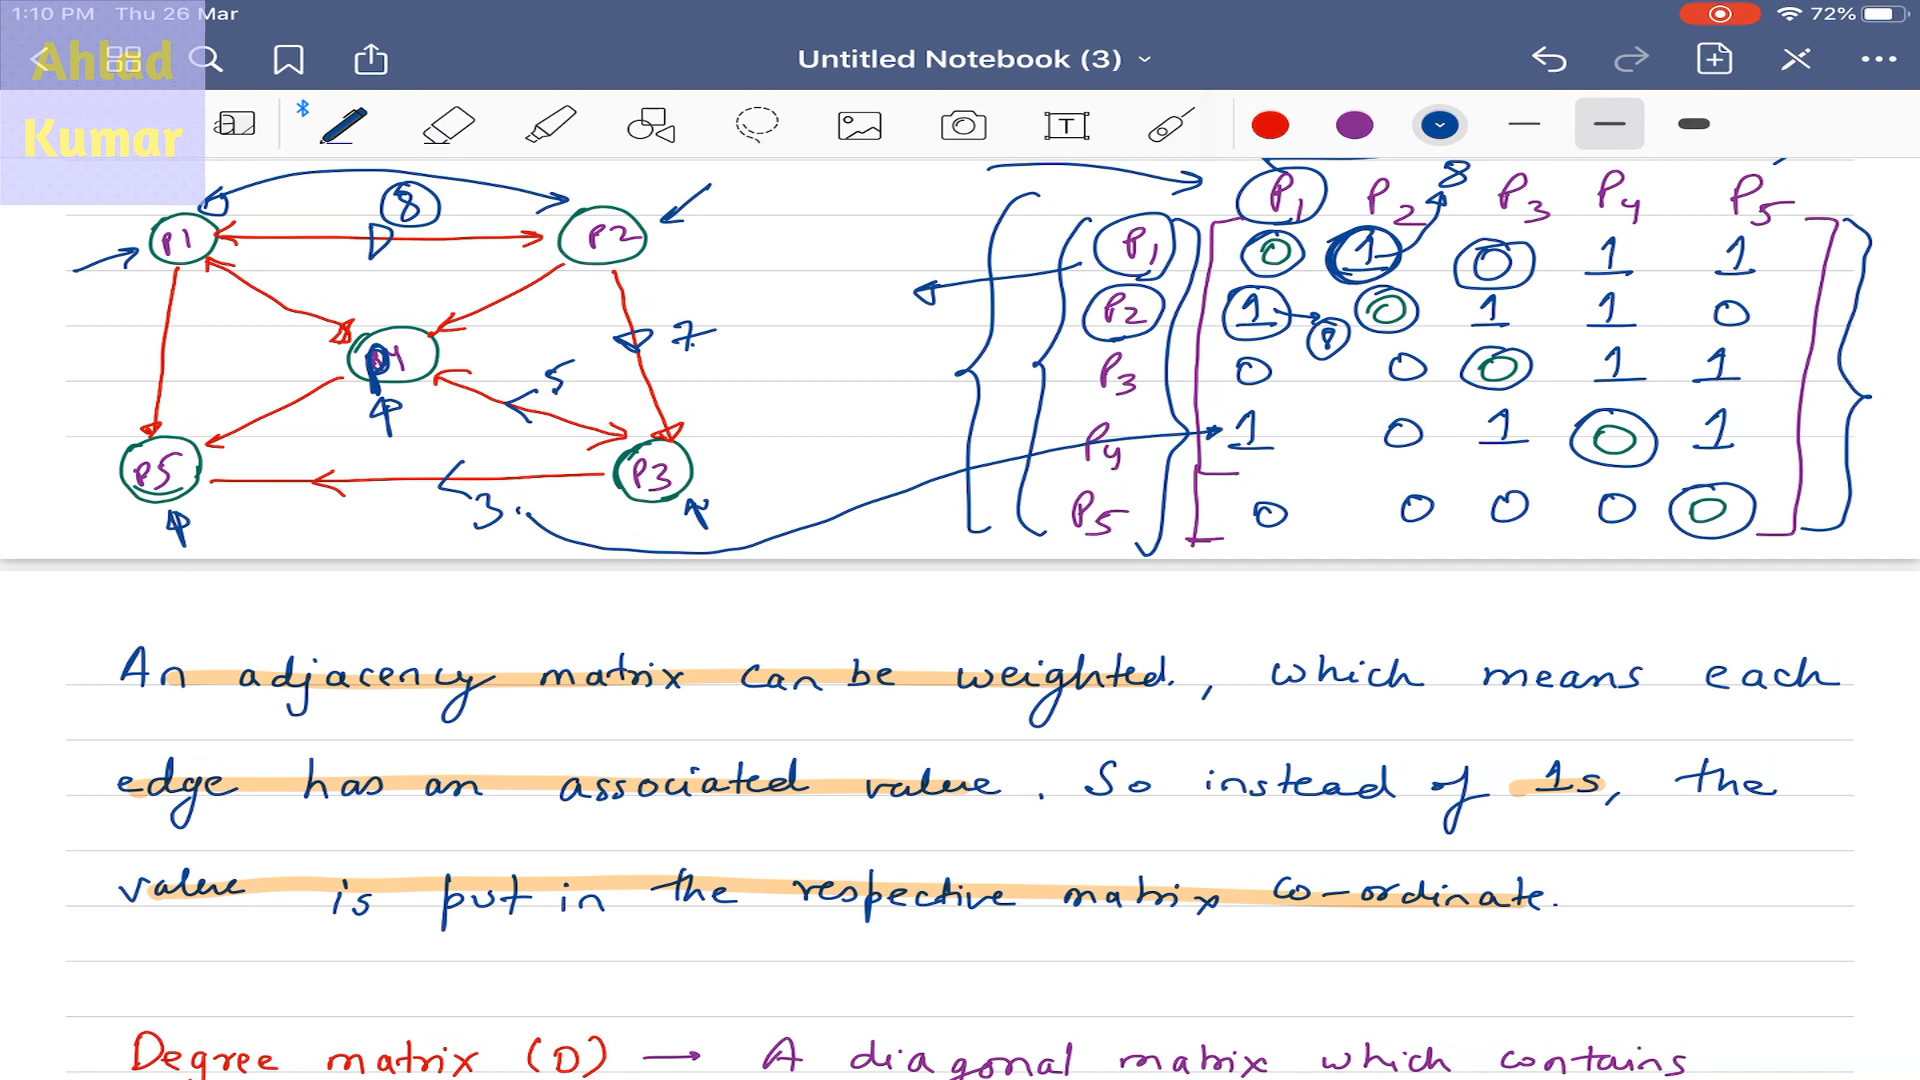 1:10 PM Thu 26 Mar
72%
Ahlad
Kumar
Untitled Notebook (3)
T
8
P1
P2
7
P4
5
P5
P3
3
8
P1 P2 P3 P4 P5
P1 0 1 0 1 1
P2 1 8 0 1 1 0
P3 0 0 0 1 1
P4 1 0 1 0 1
P5 0 0 0 0 0
An adjacency matrix can be weighted, which means each
edge has an associated value. So instead of 1s, the
value is put in the respective matrix co-ordinate.
Degree matrix (D) → A diagonal matrix which contains